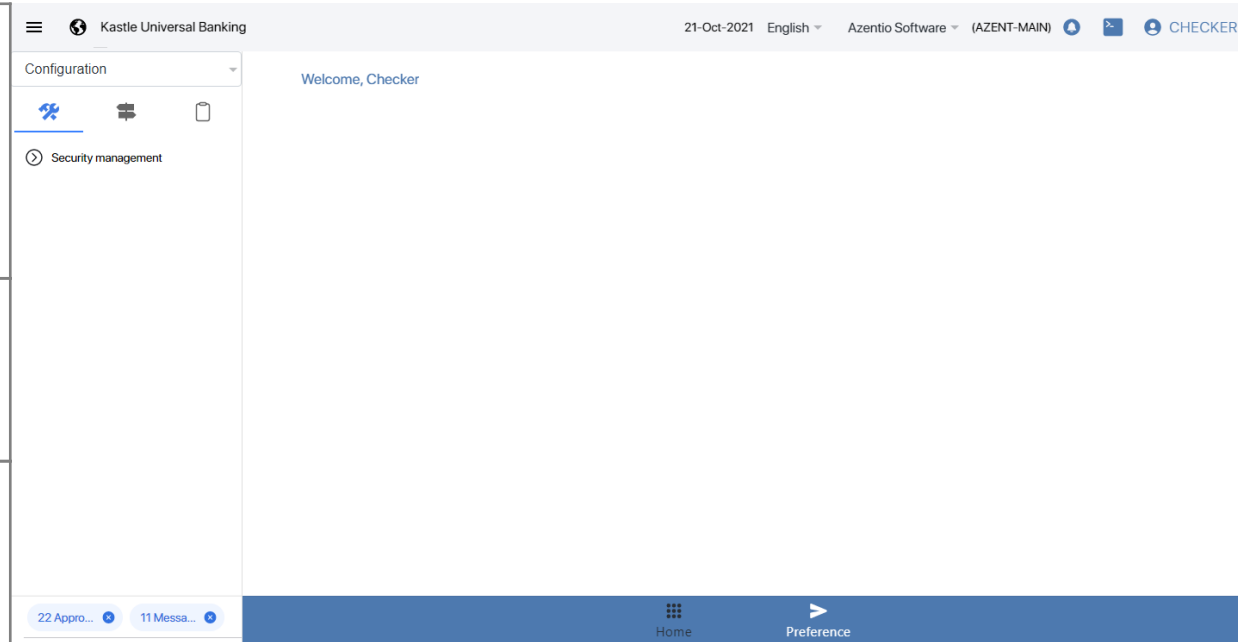 Kastle Universal Banking 21-Oct-2021 English Azentio Software (AZENT-MAIN) CHECKER
Configuration
Welcome, Checker
Security management
22 Appro... 11 Messa...
Home Preference